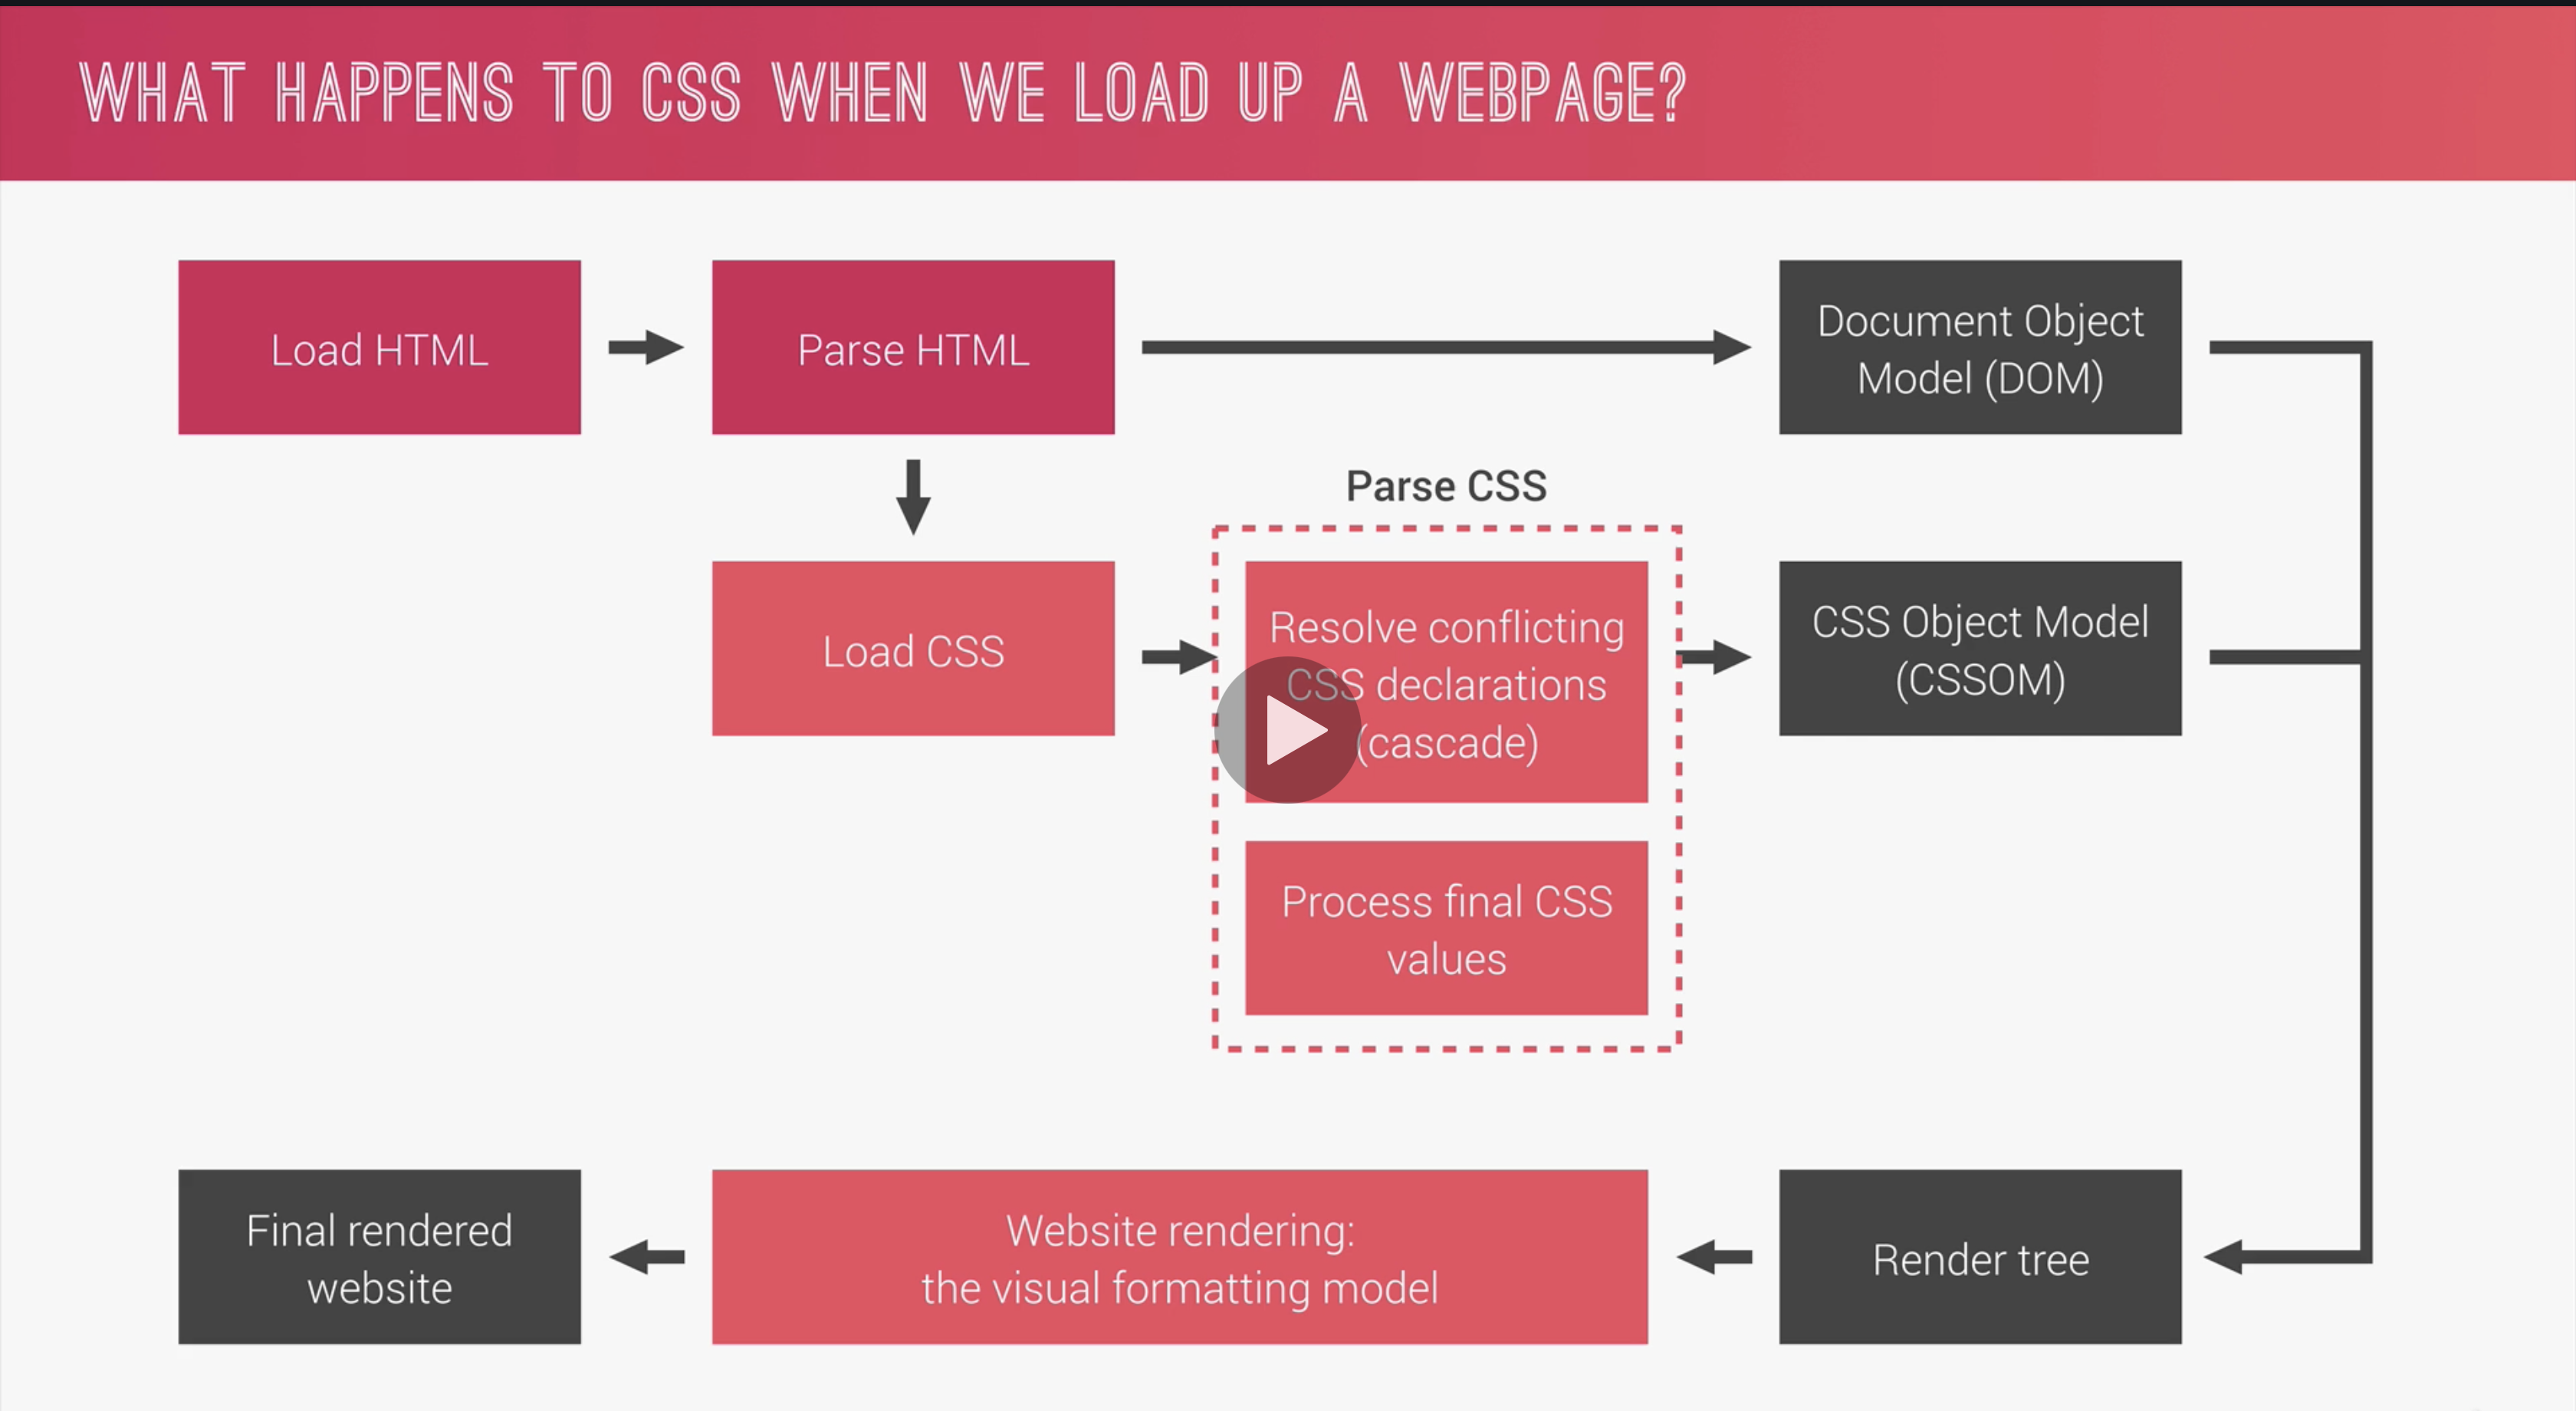 WHAT HAPPENS TO CSS WHEN WE LOAD UP A WEBPAGE?
Load HTML
Parse HTML
Document Object
Model (DOM)
Parse CSS
Load CSS
Resolve conflicting
CSS declarations
(cascade)
CSS Object Model
(CSSOM)
Process final CSS
values
Final rendered
website
Website rendering:
the visual formatting model
Render tree